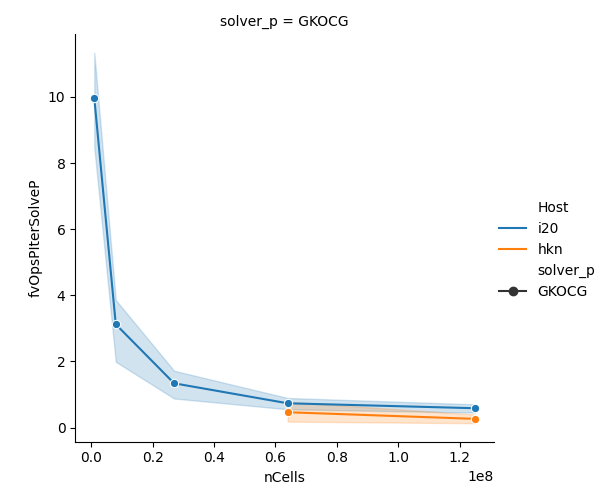 solver_p = GKOCG
fvOpsPIterSolveP
10
8
6
4
2
0
0.0 0.2 0.4 0.6 0.8 1.0 1.2
1e8
nCells
Host
i20
hkn
solver_p
GKOCG